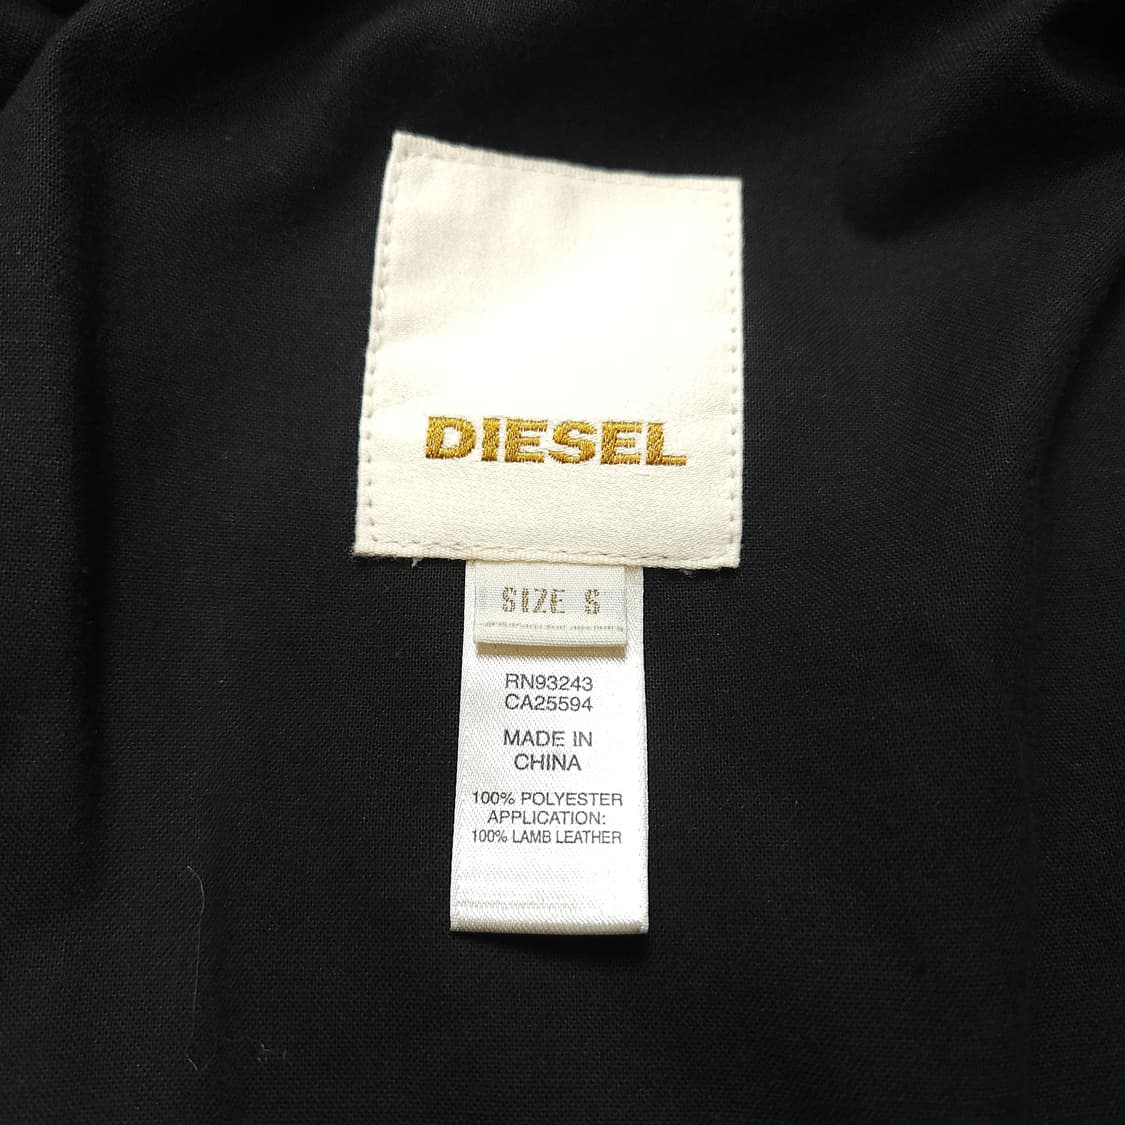 DIESEL
SIZE S
RN93243
CA25594
MADE IN
CHINA
100% POLYESTER
APPLICATION:
100% LAMB LEATHER